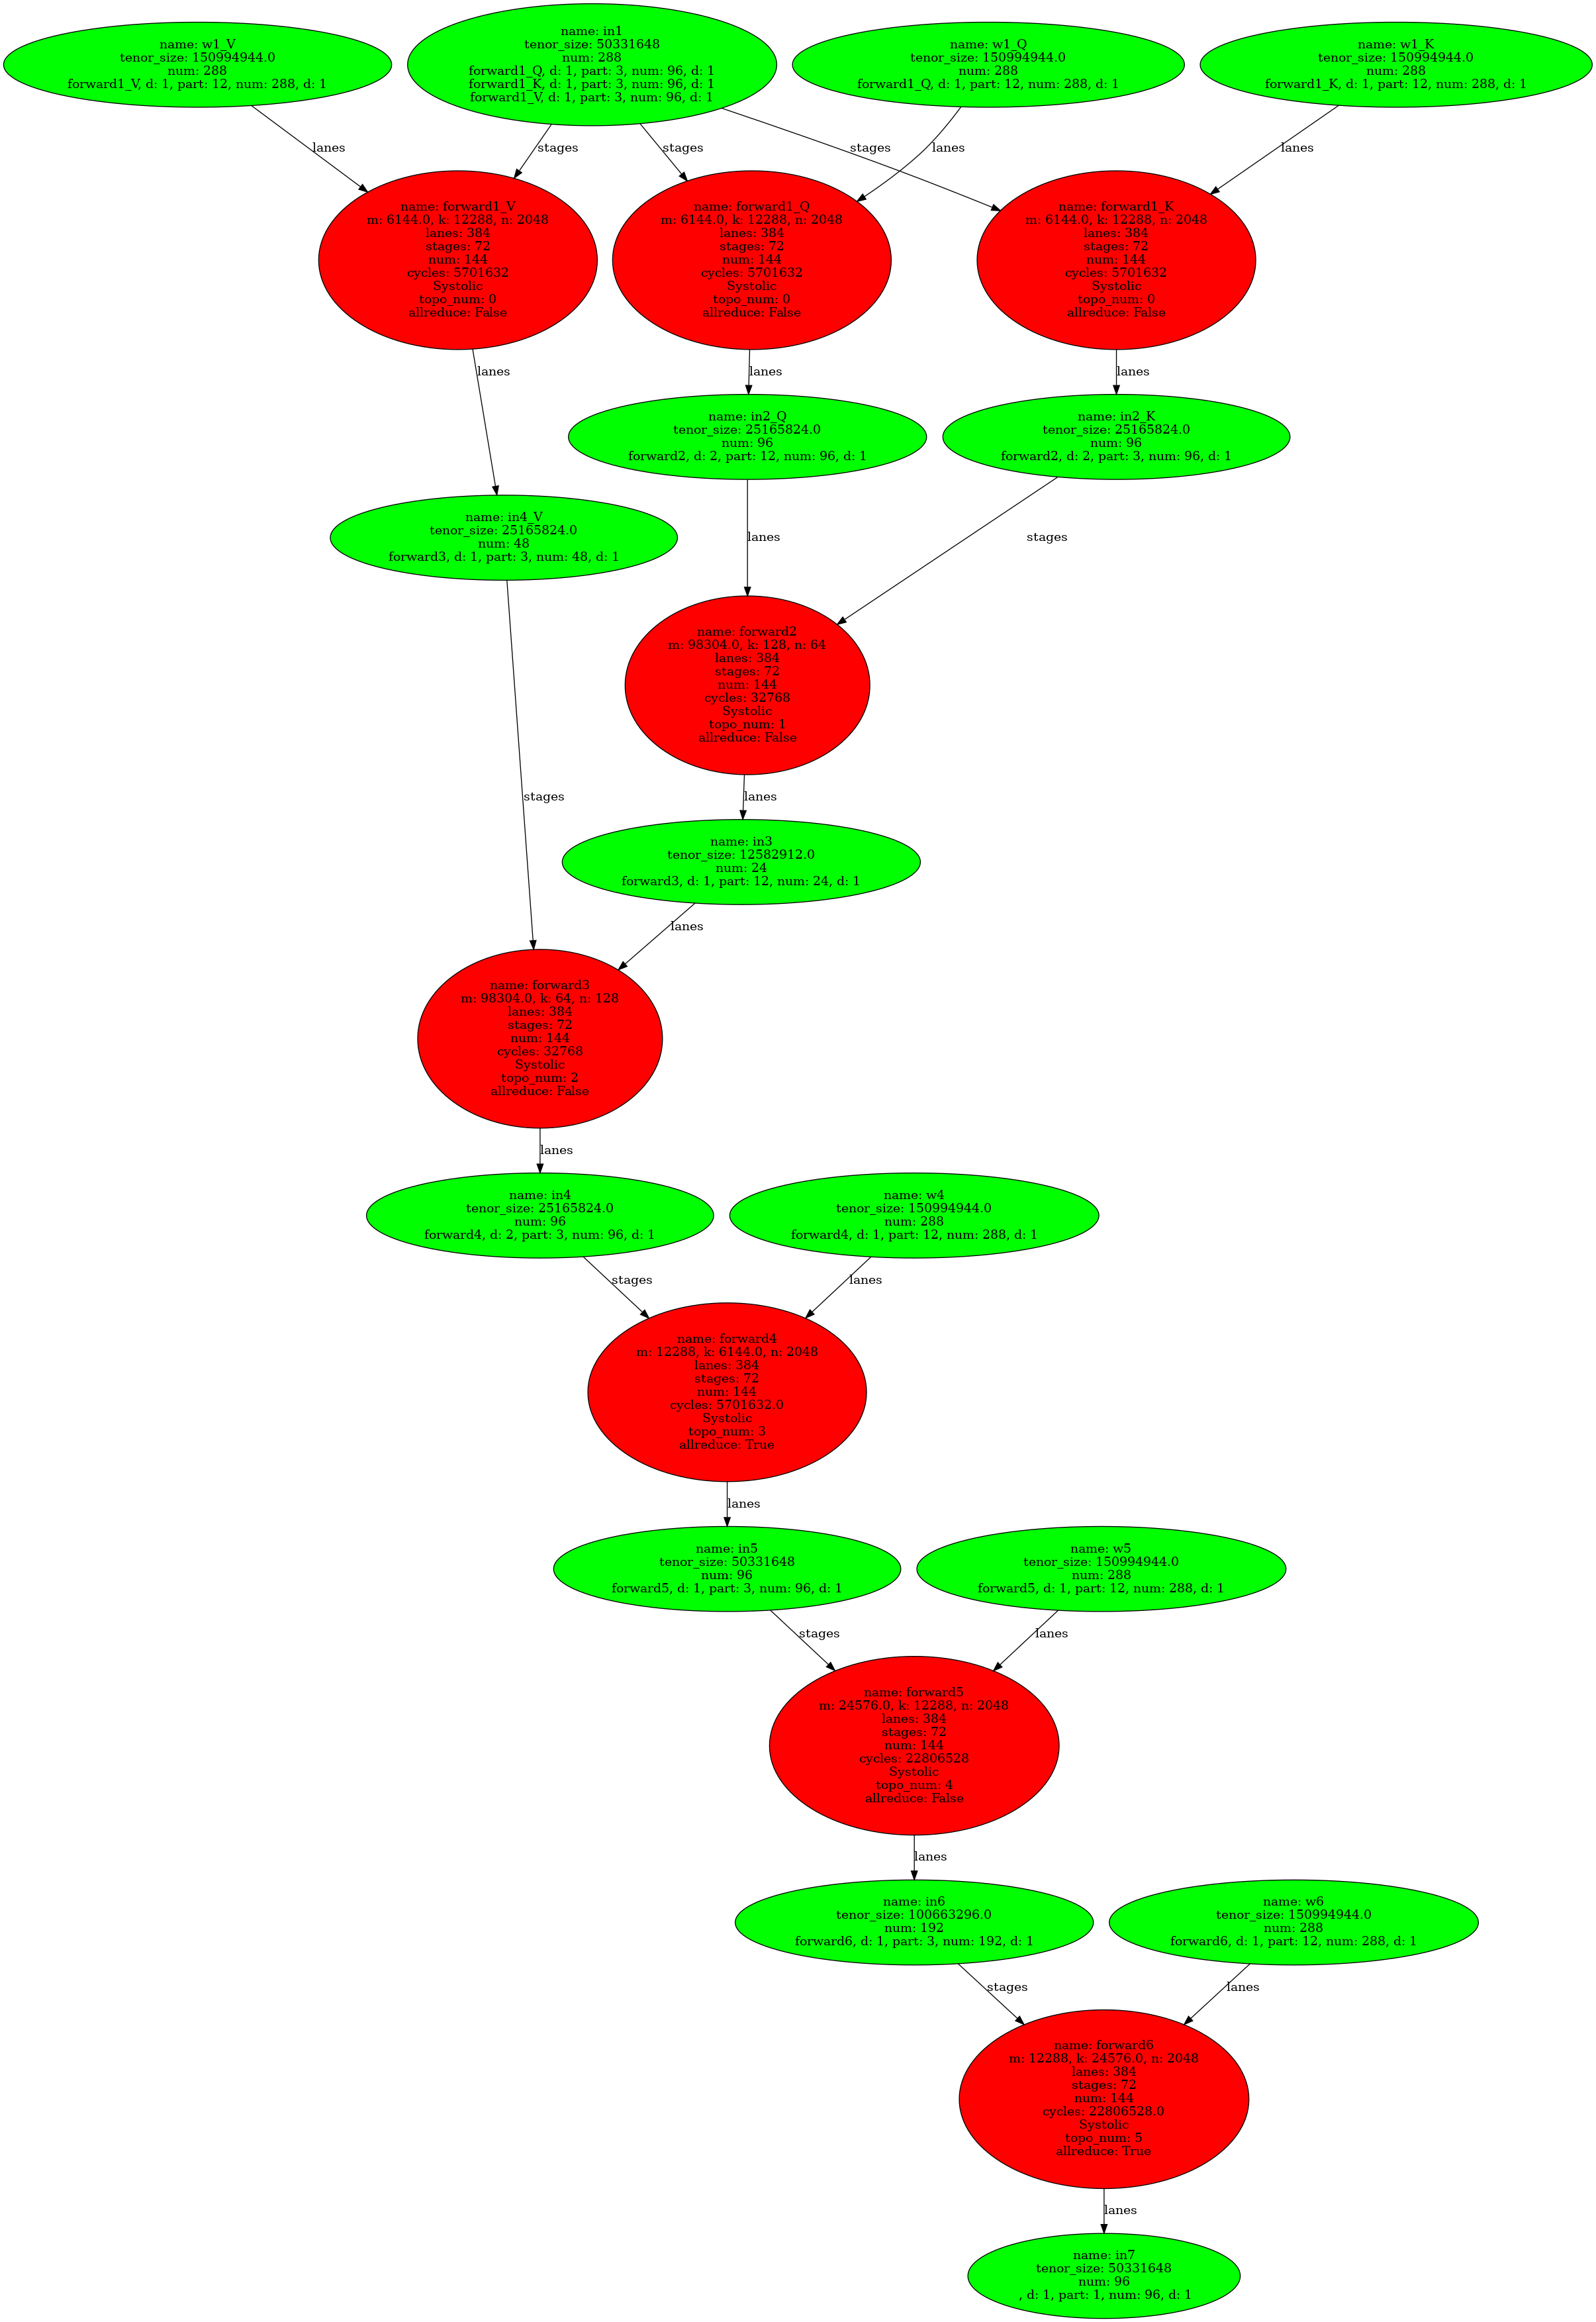 name: w1_V
tenor_size: 150994944.0
num: 288
forward1_V, d: 1, part: 12, num: 288, d: 1
name: in1
tenor_size: 50331648
num: 288
forward1_Q, d: 1, part: 3, num: 96, d: 1
forward1_K, d: 1, part: 3, num: 96, d: 1
forward1_V, d: 1, part: 3, num: 96, d: 1
name: w1_Q
tenor_size: 150994944.0
num: 288
forward1_Q, d: 1, part: 12, num: 288, d: 1
name: w1_K
tenor_size: 150994944.0
num: 288
forward1_K, d: 1, part: 12, num: 288, d: 1
lanes
stages
stages
stages
lanes
lanes
name: forward1_V
m: 6144.0, k: 12288, n: 2048
lanes: 384
stages: 72
num: 144
cycles: 5701632
Systolic
topo_num: 0
allreduce: False
name: forward1_Q
m: 6144.0, k: 12288, n: 2048
lanes: 384
stages: 72
num: 144
cycles: 5701632
Systolic
topo_num: 0
allreduce: False
name: forward1_K
m: 6144.0, k: 12288, n: 2048
lanes: 384
stages: 72
num: 144
cycles: 5701632
Systolic
topo_num: 0
allreduce: False
lanes
lanes
lanes
name: in2_Q
tenor_size: 25165824.0
num: 96
forward2, d: 2, part: 12, num: 96, d: 1
name: in2_K
tenor_size: 25165824.0
num: 96
forward2, d: 2, part: 3, num: 96, d: 1
name: in4_V
tenor_size: 25165824.0
num: 48
forward3, d: 1, part: 3, num: 48, d: 1
lanes
stages
name: forward2
m: 98304.0, k: 128, n: 64
lanes: 384
stages: 72
num: 144
cycles: 32768
Systolic
topo_num: 1
allreduce: False
stages
lanes
name: in3
tenor_size: 12582912.0
num: 24
forward3, d: 1, part: 12, num: 24, d: 1
lanes
name: forward3
m: 98304.0, k: 64, n: 128
lanes: 384
stages: 72
num: 144
cycles: 32768
Systolic
topo_num: 2
allreduce: False
lanes
name: in4
tenor_size: 25165824.0
num: 96
forward4, d: 2, part: 3, num: 96, d: 1
name: w4
tenor_size: 150994944.0
num: 288
forward4, d: 1, part: 12, num: 288, d: 1
stages
lanes
name: forward4
m: 12288, k: 6144.0, n: 2048
lanes: 384
stages: 72
num: 144
cycles: 5701632.0
Systolic
topo_num: 3
allreduce: True
lanes
name: in5
tenor_size: 50331648
num: 96
forward5, d: 1, part: 3, num: 96, d: 1
name: w5
tenor_size: 150994944.0
num: 288
forward5, d: 1, part: 12, num: 288, d: 1
stages
lanes
name: forward5
m: 24576.0, k: 12288, n: 2048
lanes: 384
stages: 72
num: 144
cycles: 22806528
Systolic
topo_num: 4
allreduce: False
lanes
name: in6
tenor_size: 100663296.0
num: 192
forward6, d: 1, part: 3, num: 192, d: 1
name: w6
tenor_size: 150994944.0
num: 288
forward6, d: 1, part: 12, num: 288, d: 1
stages
lanes
name: forward6
m: 12288, k: 24576.0, n: 2048
lanes: 384
stages: 72
num: 144
cycles: 22806528.0
Systolic
topo_num: 5
allreduce: True
lanes
name: in7
tenor_size: 50331648
num: 96
, d: 1, part: 1, num: 96, d: 1